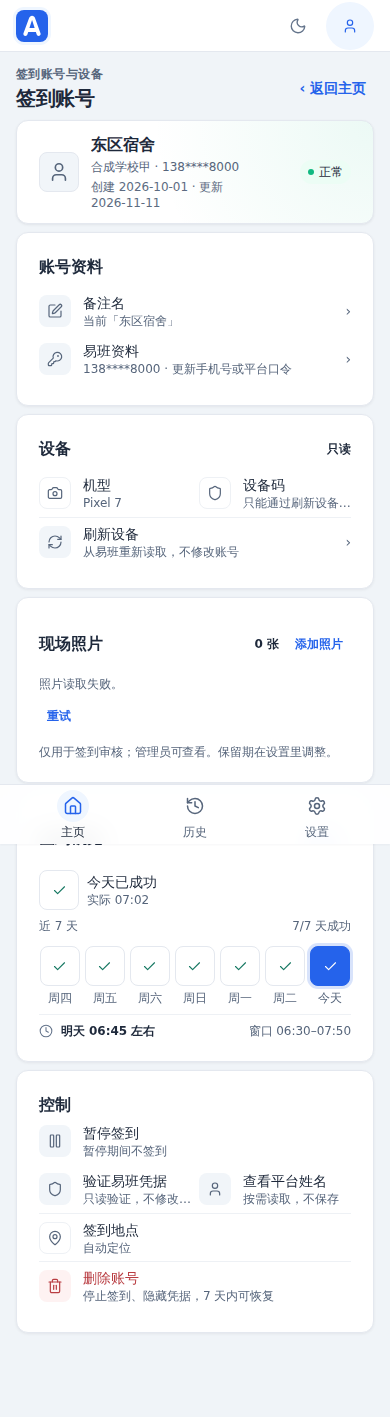 签到账号与设备
签到账号
‹ 返回主页
东区宿舍
合成学校甲 · 138****8000
创建 2026-10-01 · 更新
2026-11-11
正常
账号资料
备注名
当前「东区宿舍」
易班资料
138****8000 · 更新手机号或平台口令
设备
只读
机型
Pixel 7
设备码
只能通过刷新设备…
刷新设备
从易班重新读取，不修改账号
现场照片
0 张
添加照片
照片读取失败。
重试
仅用于签到审核；管理员可查看。保留期在设置里调整。
主页
历史
设置
今天已成功
实际 07:02
近 7 天
7/7 天成功
周四
周五
周六
周日
周一
周二
今天
明天 06:45 左右
窗口 06:30–07:50
控制
暂停签到
暂停期间不签到
验证易班凭据
只读验证，不修改…
查看平台姓名
按需读取，不保存
签到地点
自动定位
删除账号
停止签到、隐藏凭据，7 天内可恢复